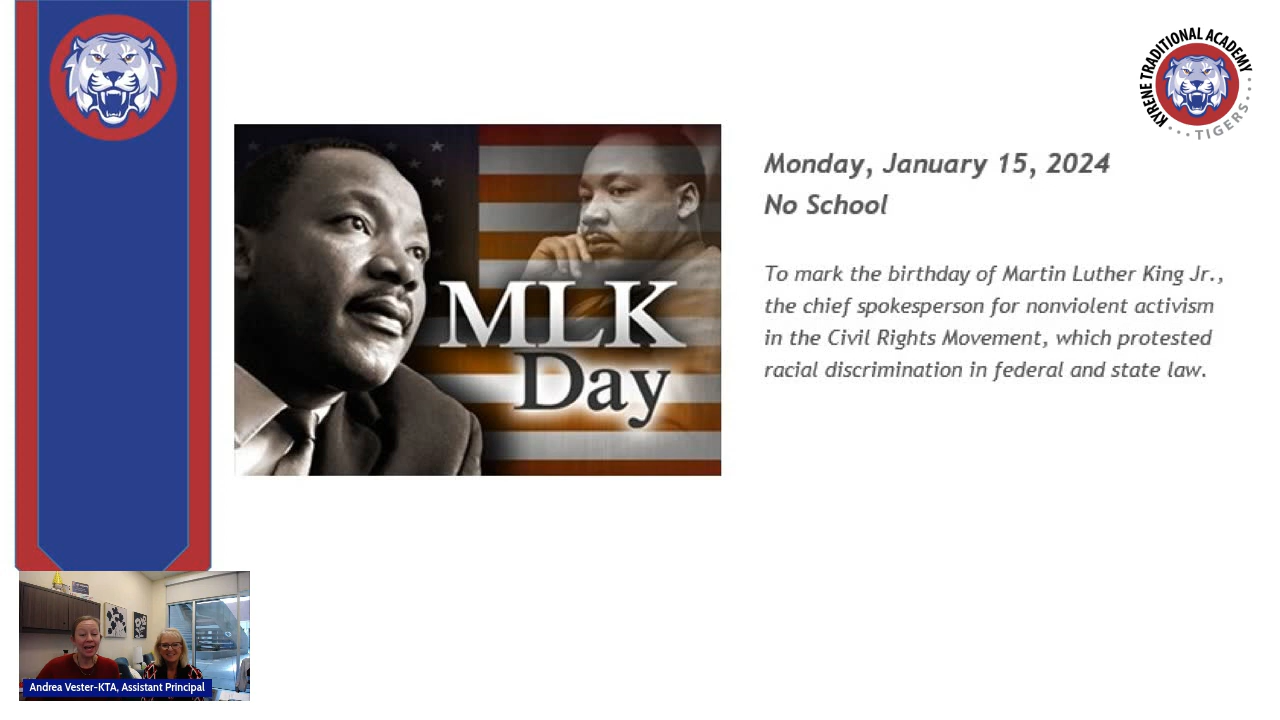 KYRENE TRADITIONAL ACADEMY
TIGERS
MLK
Day
Monday, January 15, 2024
No School
To mark the birthday of Martin Luther King Jr.,
the chief spokesperson for nonviolent activism
in the Civil Rights Movement, which protested
racial discrimination in federal and state law.
Andrea Vester-KTA, Assistant Principal